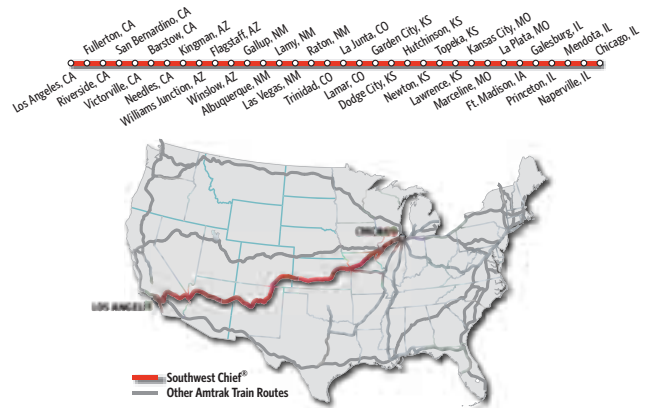 Fullerton, CA
San Bernardino, CA
Barstow, CA
Kingman, AZ
Flagstaff, AZ
Gallup, NM
Lamy, NM
Raton, NM
La Junta, CO
Garden City, KS
Hutchinson, KS
Topeka, KS
Kansas City, MO
La Plata, MO
Galesburg, IL
Mendota, IL
Chicago, IL
Los Angeles, CA
Riverside, CA
Victorville, CA
Needles, CA
Williams Junction, AZ
Winslow, AZ
Albuquerque, NM
Las Vegas, NM
Trinidad, CO
Lamar, CO
Dodge City, KS
Newton, KS
Lawrence, KS
Marceline, MO
Ft. Madison, IA
Princeton, IL
Naperville, IL
CHICAGO
LOS ANGELES
Southwest Chief®
Other Amtrak Train Routes